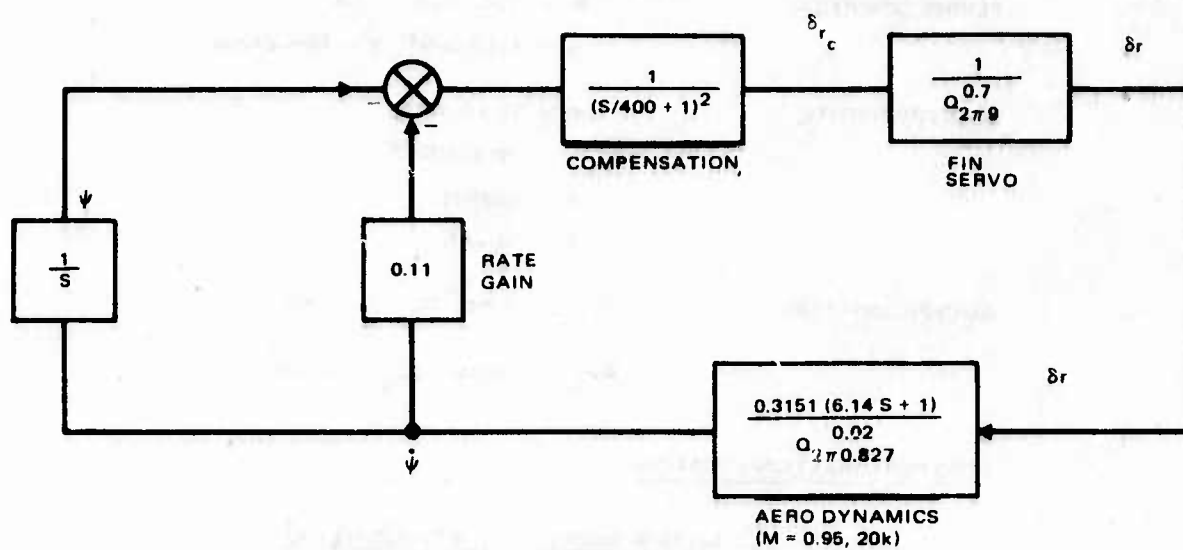 δrc
δr
1
(S/400 + 1)2
COMPENSATION,
1
Q 0.7 2π9
FIN
SERVO
ψ
1
S
0.11
RATE
GAIN
ψ̇
δr
0.3151 (6.14 S + 1)
Q 0.02 2π0.827
AERO DYNAMICS
(M = 0.95, 20k)